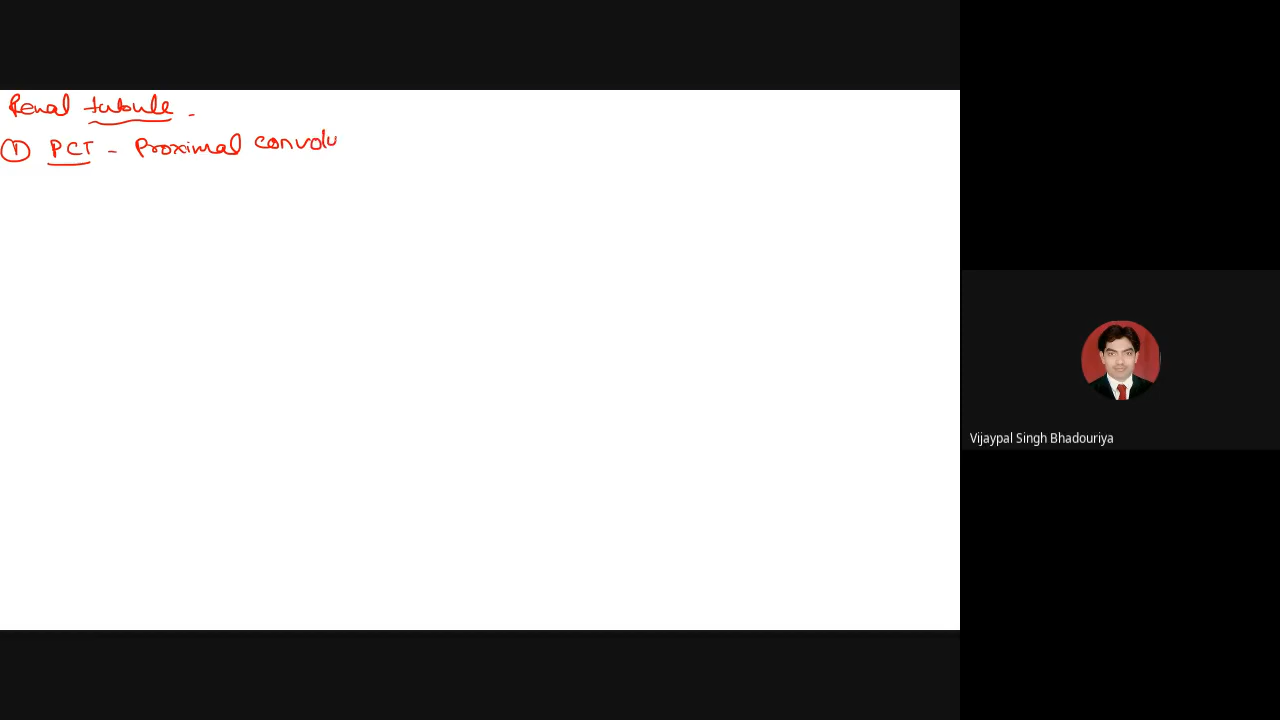 Renal tubule -
① PCT - Proximal convolu
Vijaypal Singh Bhadouriya